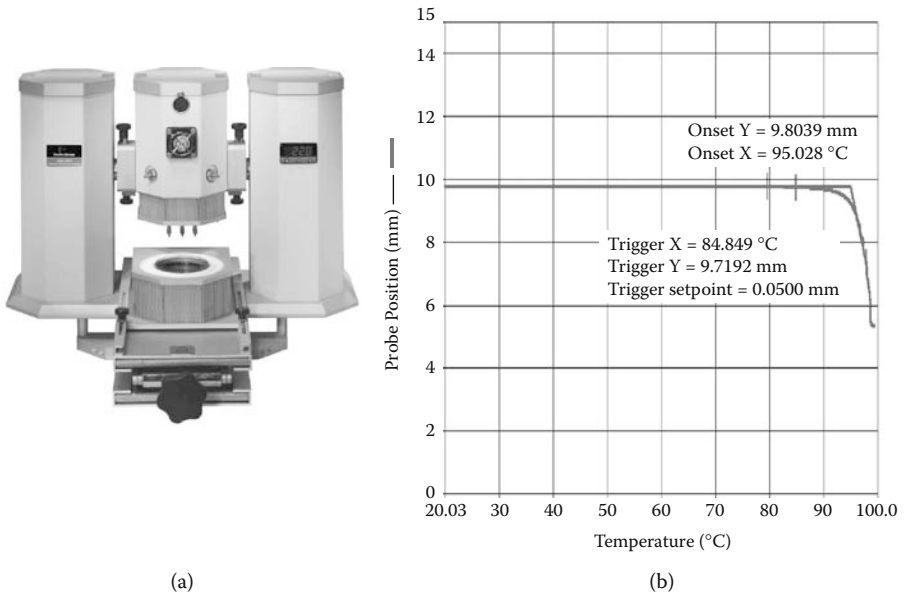 15
14
12
10
8
6
4
2
0
Probe Position (mm)
Onset Y = 9.8039 mm
Onset X = 95.028 °C
Trigger X = 84.849 °C
Trigger Y = 9.7192 mm
Trigger setpoint = 0.0500 mm
20.03 30 40 50 60 70 80 90 100.0
Temperature (°C)
(a) (b)